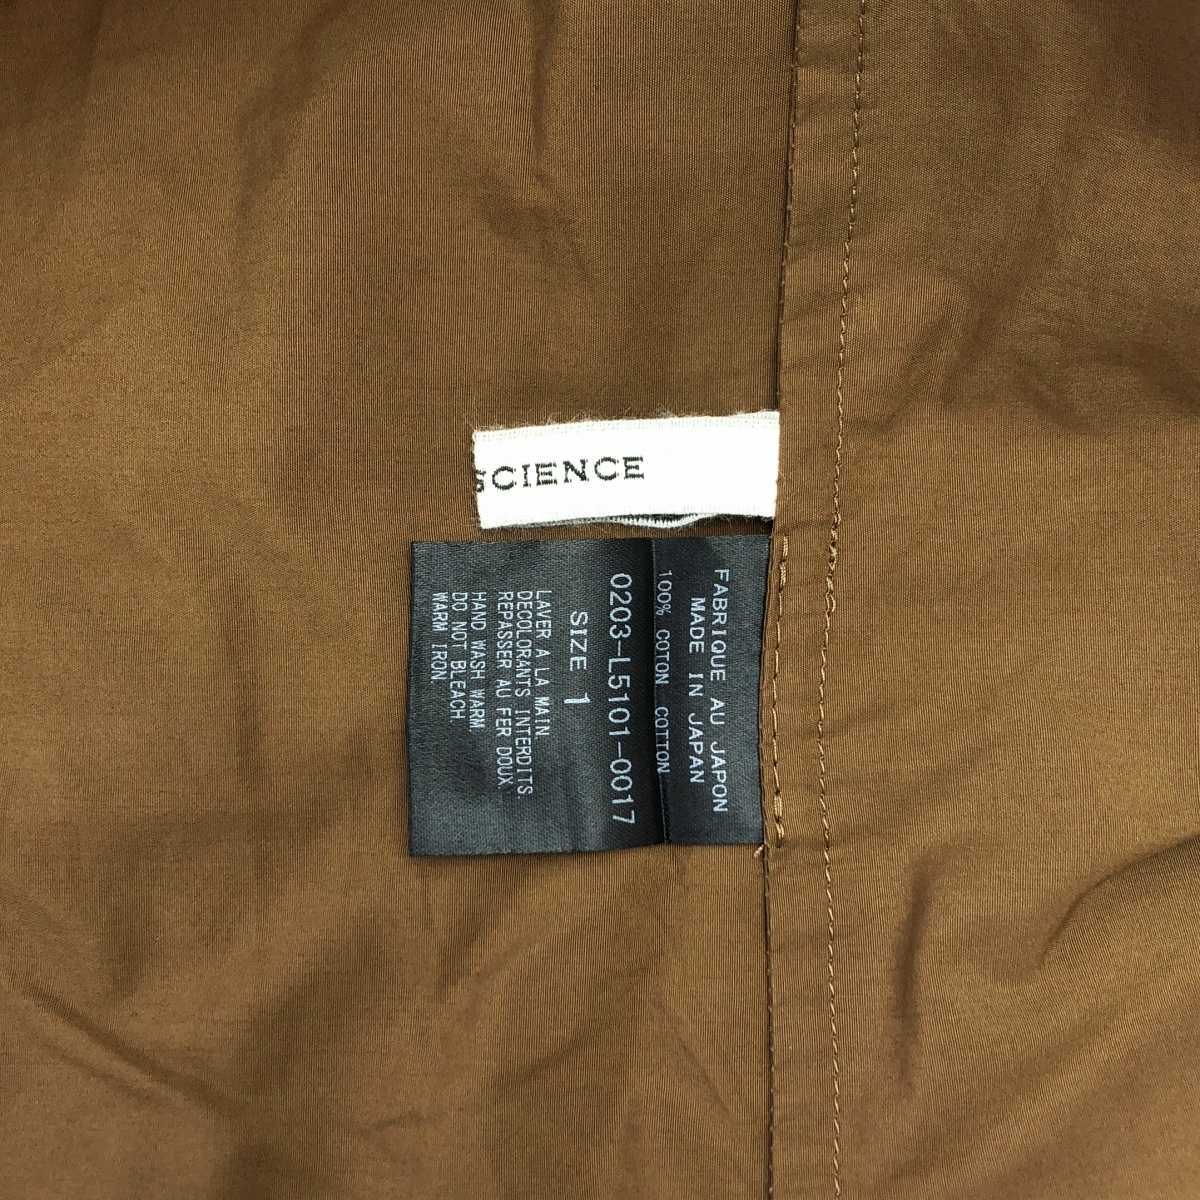 SCIENCE
FABRIQUE AU JAPON
MADE IN JAPAN
100% COTON COTTON
0203-L5101-0017
SIZE 1
LAVER A LA MAIN.
DECOLORANTS INTERDITS.
REPASSER AU FER DOUX.
HAND WASH WARM.
DO NOT BLEACH.
WARM IRON.